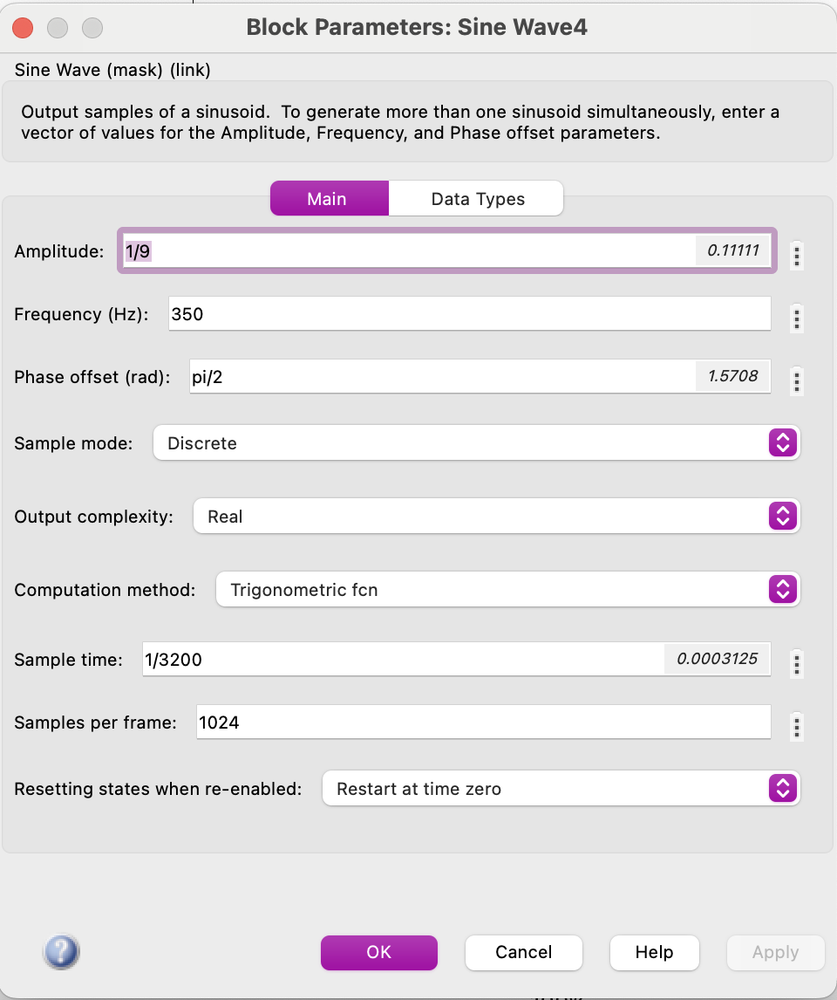 Block Parameters: Sine Wave4
Sine Wave (mask) (link)
Output samples of a sinusoid.  To generate more than one sinusoid simultaneously, enter a
vector of values for the Amplitude, Frequency, and Phase offset parameters.
Main Data Types
Amplitude: 1/9 0.11111
Frequency (Hz): 350
Phase offset (rad): pi/2 1.5708
Sample mode: Discrete
Output complexity: Real
Computation method: Trigonometric fcn
Sample time: 1/3200 0.0003125
Samples per frame: 1024
Resetting states when re-enabled: Restart at time zero
? OK Cancel Help Apply